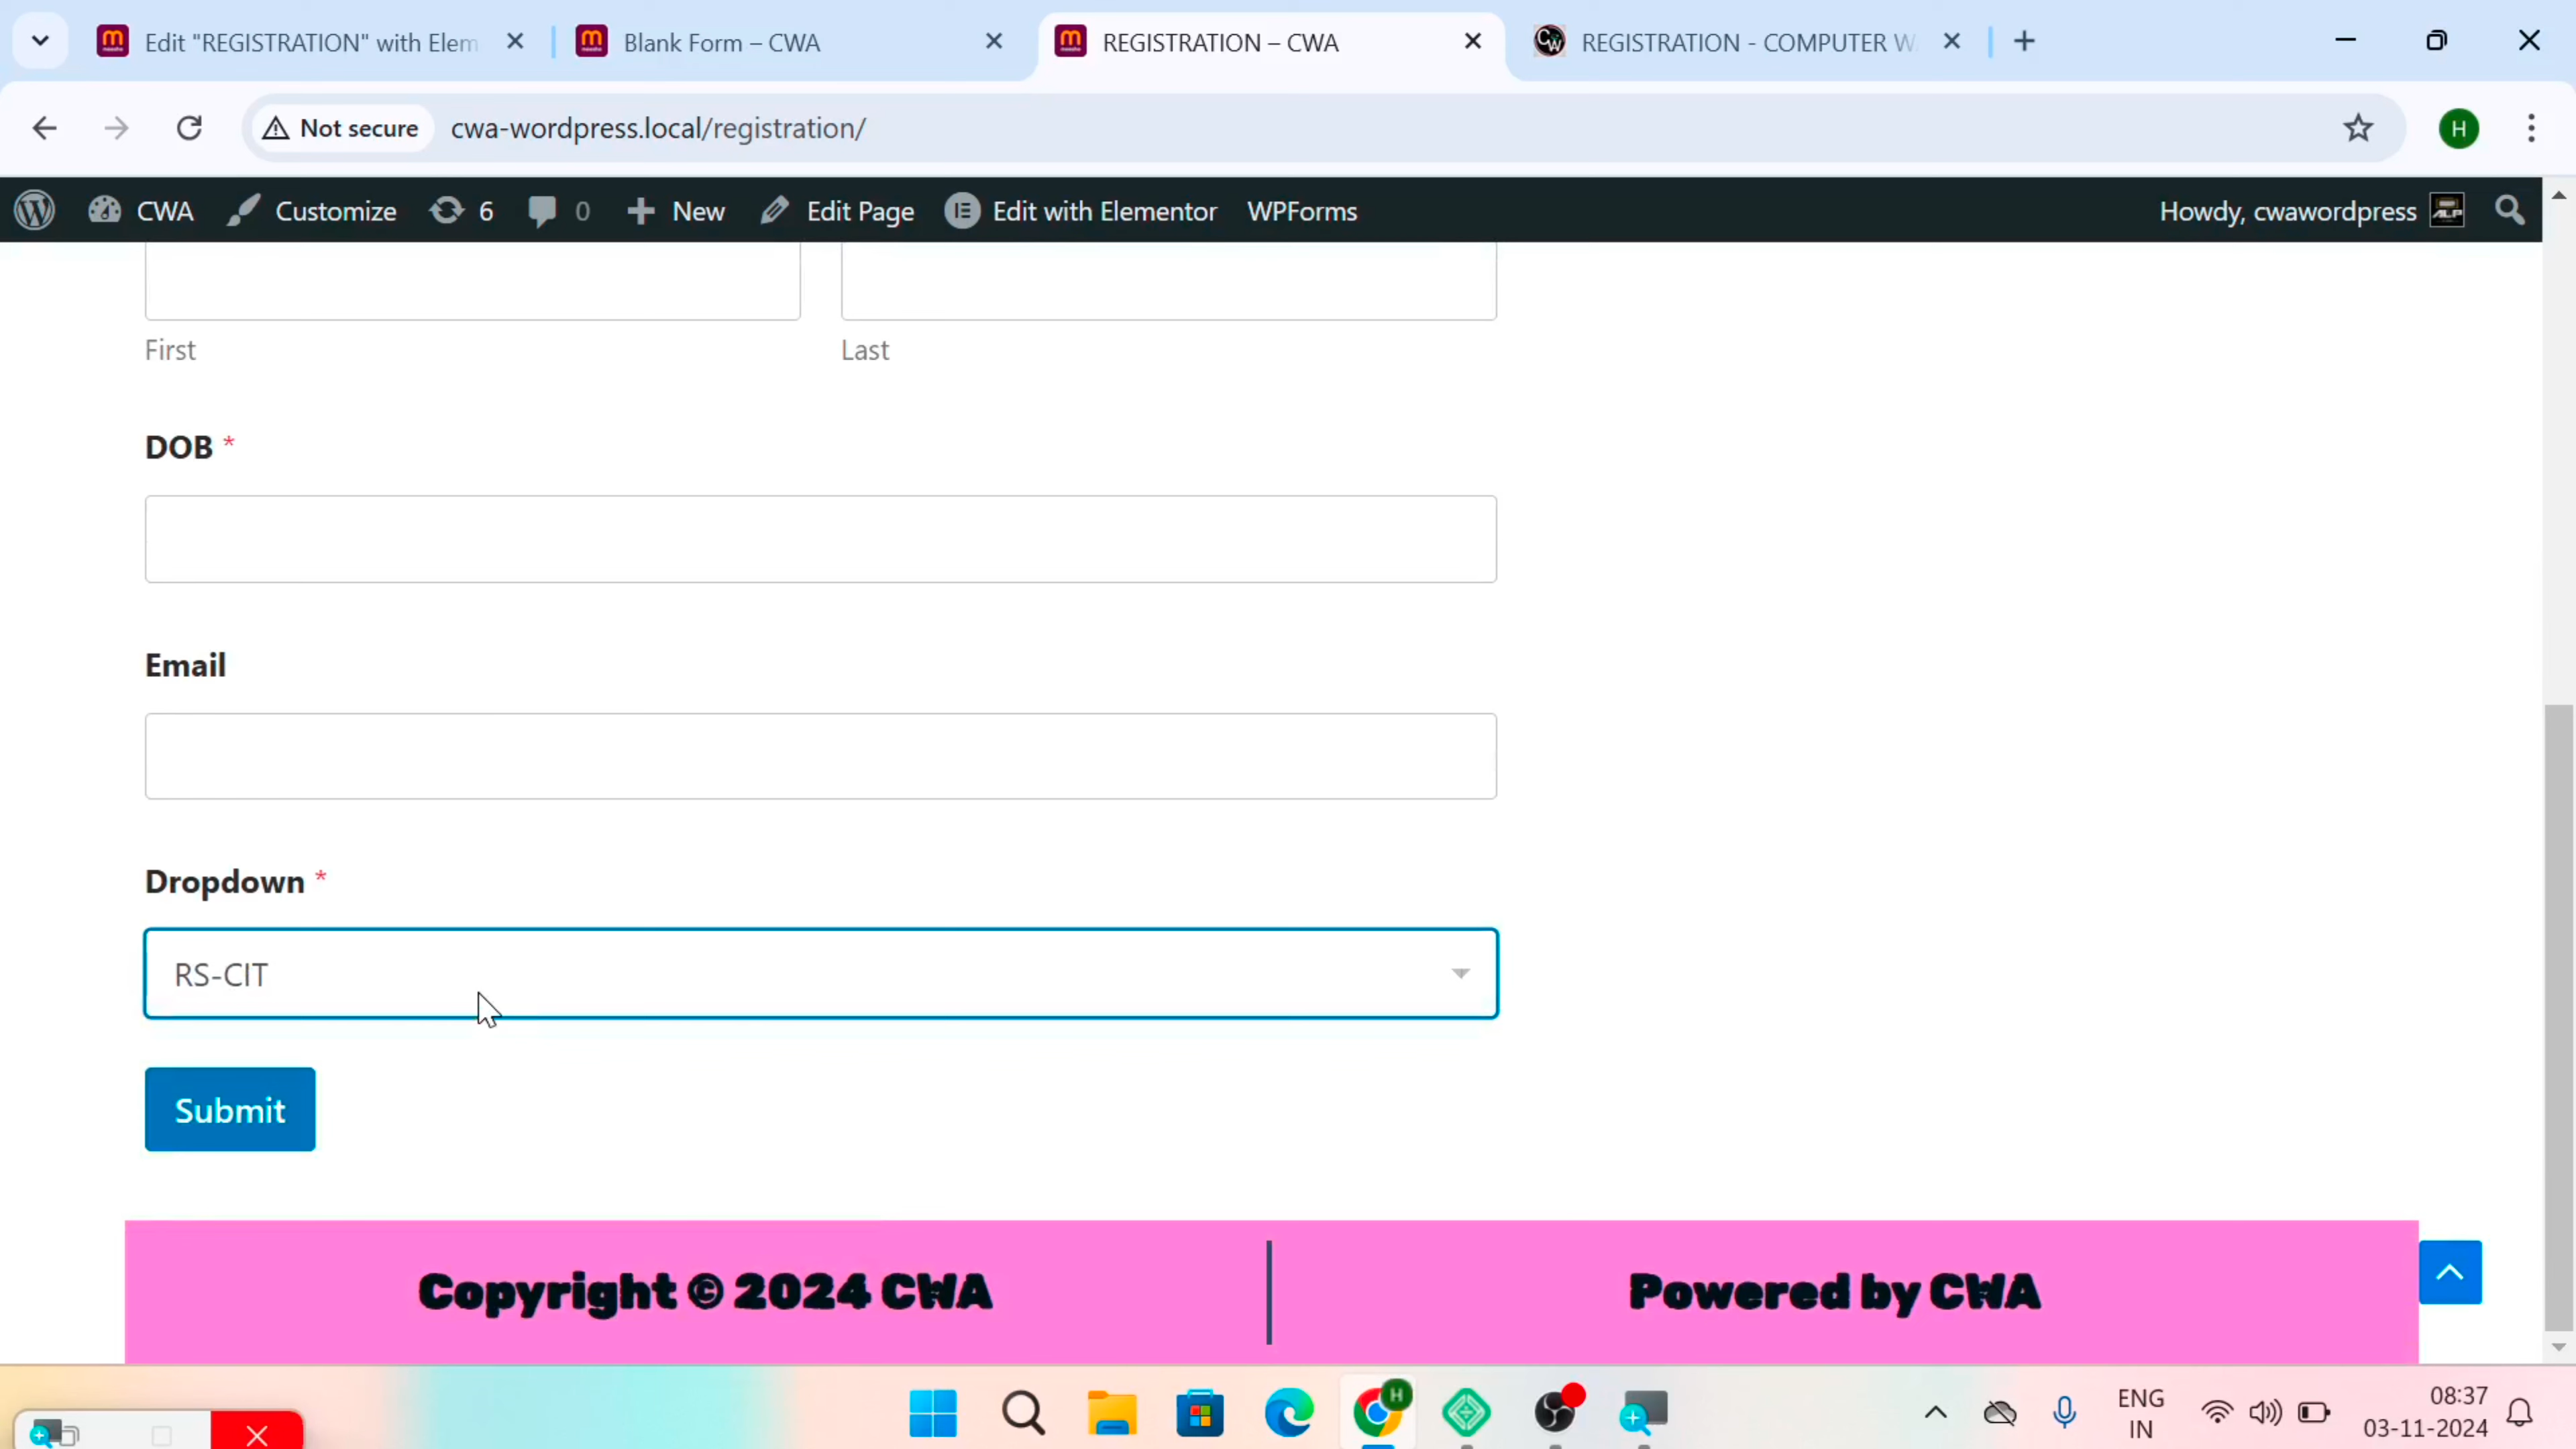 Edit "REGISTRATION" with Elem
Blank Form – CWA
REGISTRATION – CWA
REGISTRATION - COMPUTER W
Not secure
cwa-wordpress.local/registration/
H
CWA
Customize
6
0
New
Edit Page
Edit with Elementor
WPForms
Howdy, cwawordpress
First
Last
DOB *
Email
Dropdown *
RS-CIT
Submit
Copyright © 2024 CWA
Powered by CWA
ENG
IN
08:37
03-11-2024